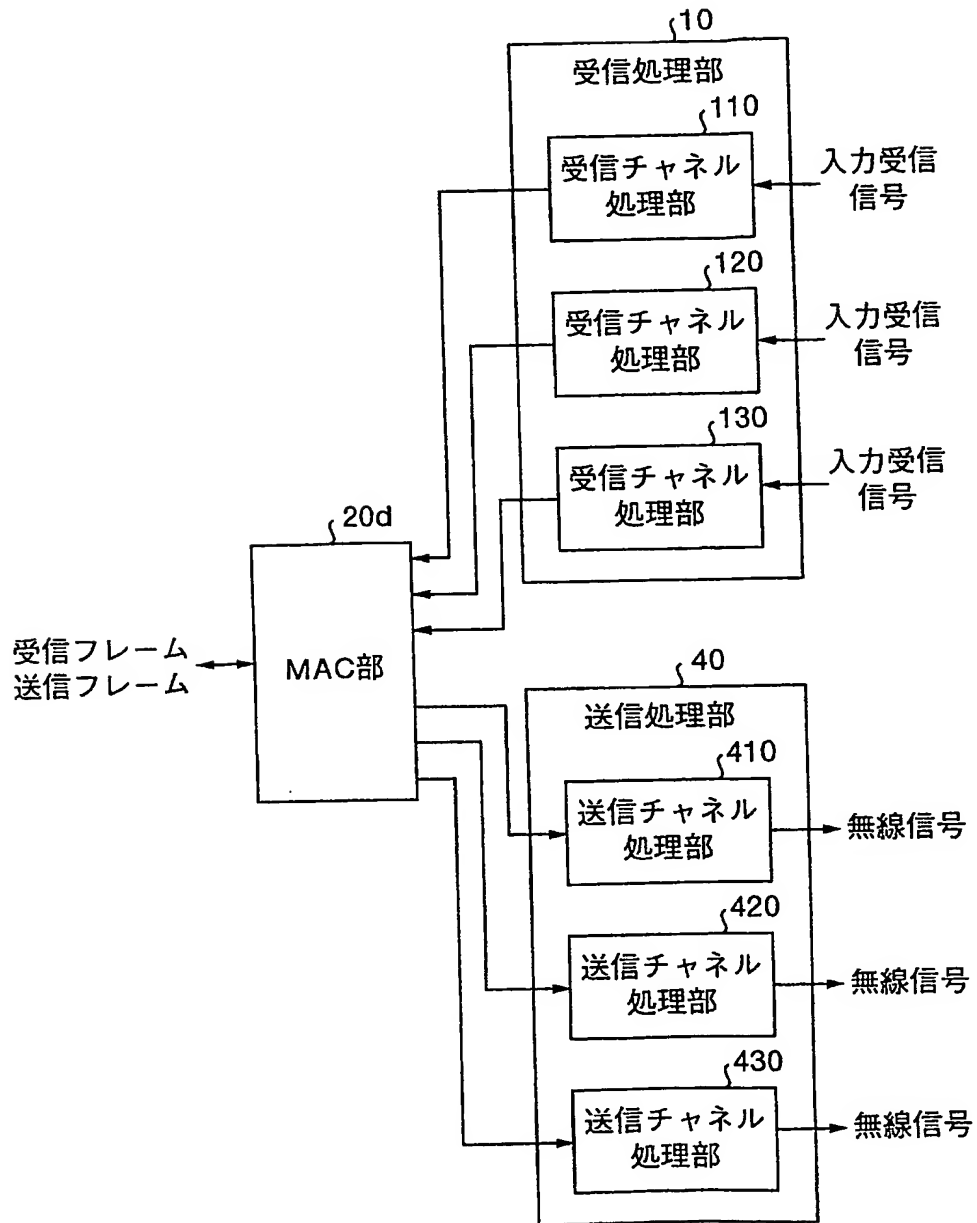 10
受信処理部
110
受信チャネル
処理部
入力受信
信号
120
受信チャネル
処理部
入力受信
信号
130
受信チャネル
処理部
入力受信
信号
20d
受信フレーム
送信フレーム
MAC部
40
送信処理部
410
送信チャネル
処理部
無線信号
420
送信チャネル
処理部
無線信号
430
送信チャネル
処理部
無線信号